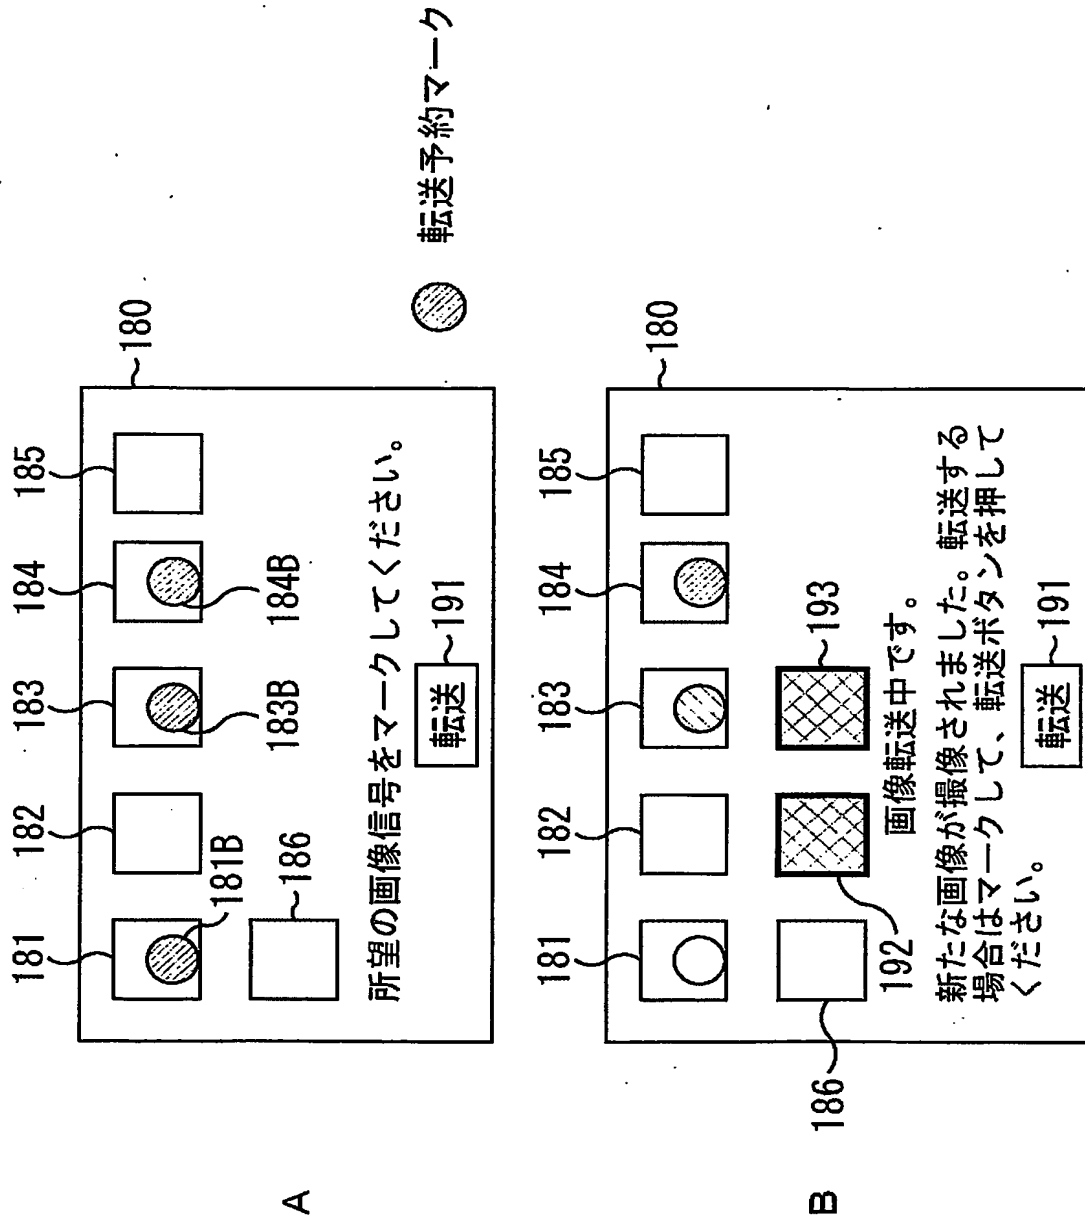 A
180
181
182
183
184
185
181B
183B
184B
186
所望の画像信号をマークしてください。
転送
191
転送予約マーク
B
180
181
182
183
184
185
186
192
193
画像転送中です。
新たな画像が撮像されました。転送する
場合はマークして、転送ボタンを押して
ください。
転送
191